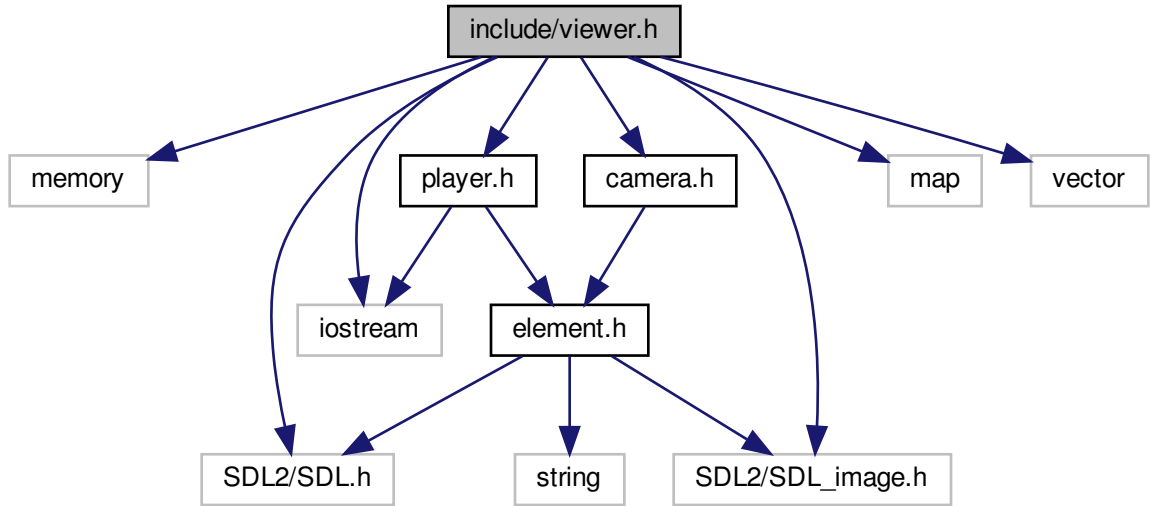 include/viewer.h
memory
player.h
camera.h
map
vector
iostream
element.h
SDL2/SDL.h
string
SDL2/SDL_image.h